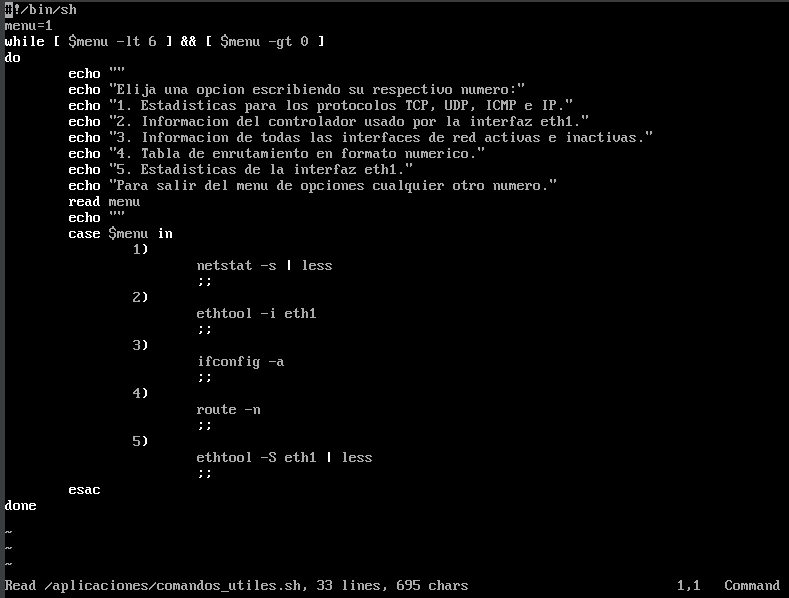 #!/bin/sh
menu=1
while [ $menu -lt 6 ] && [ $menu -gt 0 ]
do
        echo ""
        echo "Elija una opcion escribiendo su respectivo numero:"
        echo "1. Estadisticas para los protocolos TCP, UDP, ICMP e IP."
        echo "2. Informacion del controlador usado por la interfaz eth1."
        echo "3. Informacion de todas las interfaces de red activas e inactivas."
        echo "4. Tabla de enrutamiento en formato numerico."
        echo "5. Estadisticas de la interfaz eth1."
        echo "Para salir del menu de opciones cualquier otro numero."
        read menu
        echo ""
        case $menu in
                1)
                        netstat -s | less
                        ;;
                2)
                        ethtool -i eth1
                        ;;
                3)
                        ifconfig -a
                        ;;
                4)
                        route -n
                        ;;
                5)
                        ethtool -S eth1 | less
                        ;;
        esac
done
~
~
~
Read /aplicaciones/comandos_utiles.sh, 33 lines, 695 chars 1,1 Command